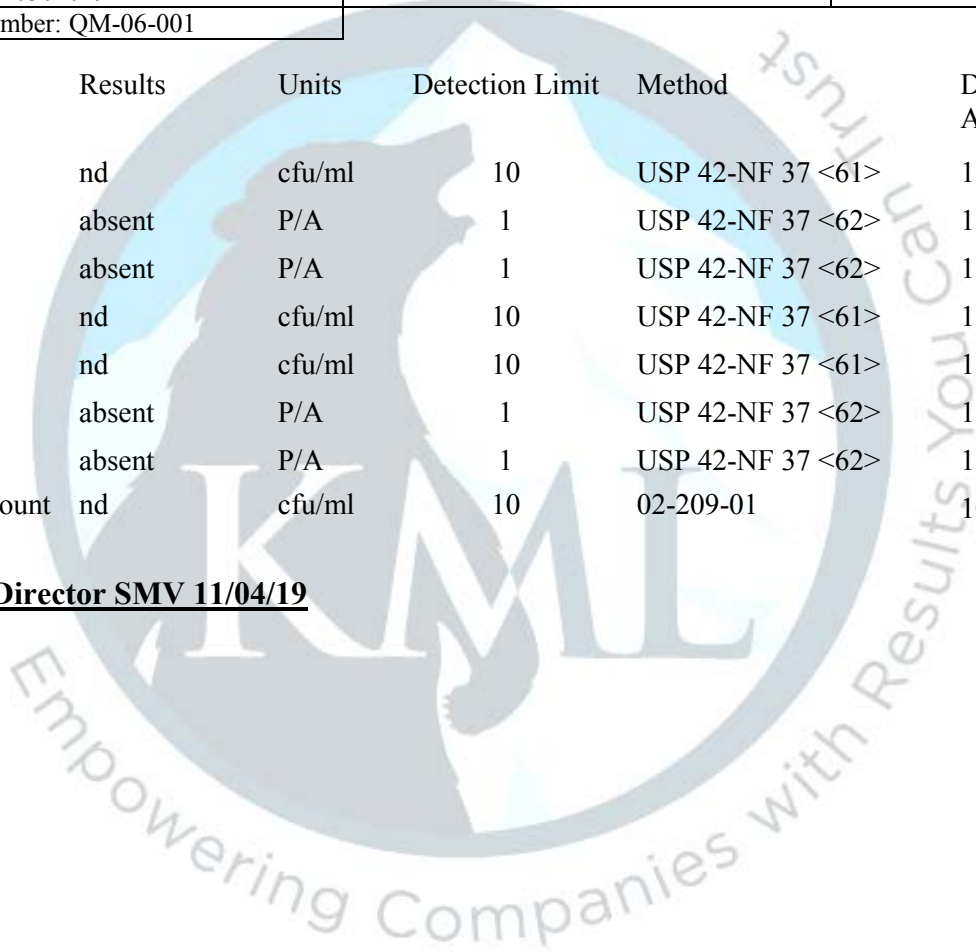 mber: QM-06-001
Results Units Detection Limit Method D
A
nd cfu/ml 10 USP 42-NF 37 <61> 1
absent P/A 1 USP 42-NF 37 <62> 1
absent P/A 1 USP 42-NF 37 <62> 1
nd cfu/ml 10 USP 42-NF 37 <61> 1
nd cfu/ml 10 USP 42-NF 37 <61> 1
absent P/A 1 USP 42-NF 37 <62> 1
absent P/A 1 USP 42-NF 37 <62> 1
ount nd cfu/ml 10 02-209-01 1
Director SMV 11/04/19
KML
Empowering Companies with Results You Can Trust